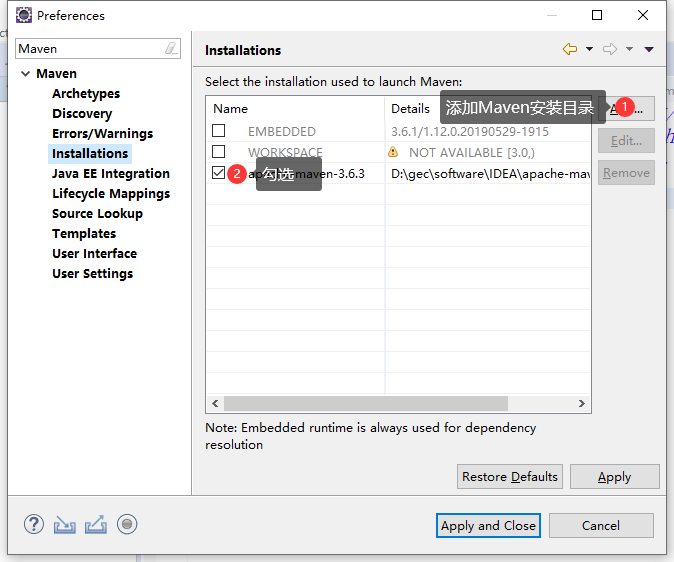 Preferences
Maven
Maven
Archetypes
Discovery
Errors/Warnings
Installations
Java EE Integration
Lifecycle Mappings
Source Lookup
Templates
User Interface
User Settings
Installations
Select the installation used to launch Maven:
Name Details
添加Maven安装目录 1
EMBEDDED 3.6.1/1.12.0.20190529-1915
WORKSPACE NOT AVAILABLE [3.0,)
2 勾选 maven-3.6.3 D:\gec\software\IDEA\apache-mav
Edit...
Remove
Note: Embedded runtime is always used for dependency
resolution
Restore Defaults Apply
Apply and Close Cancel